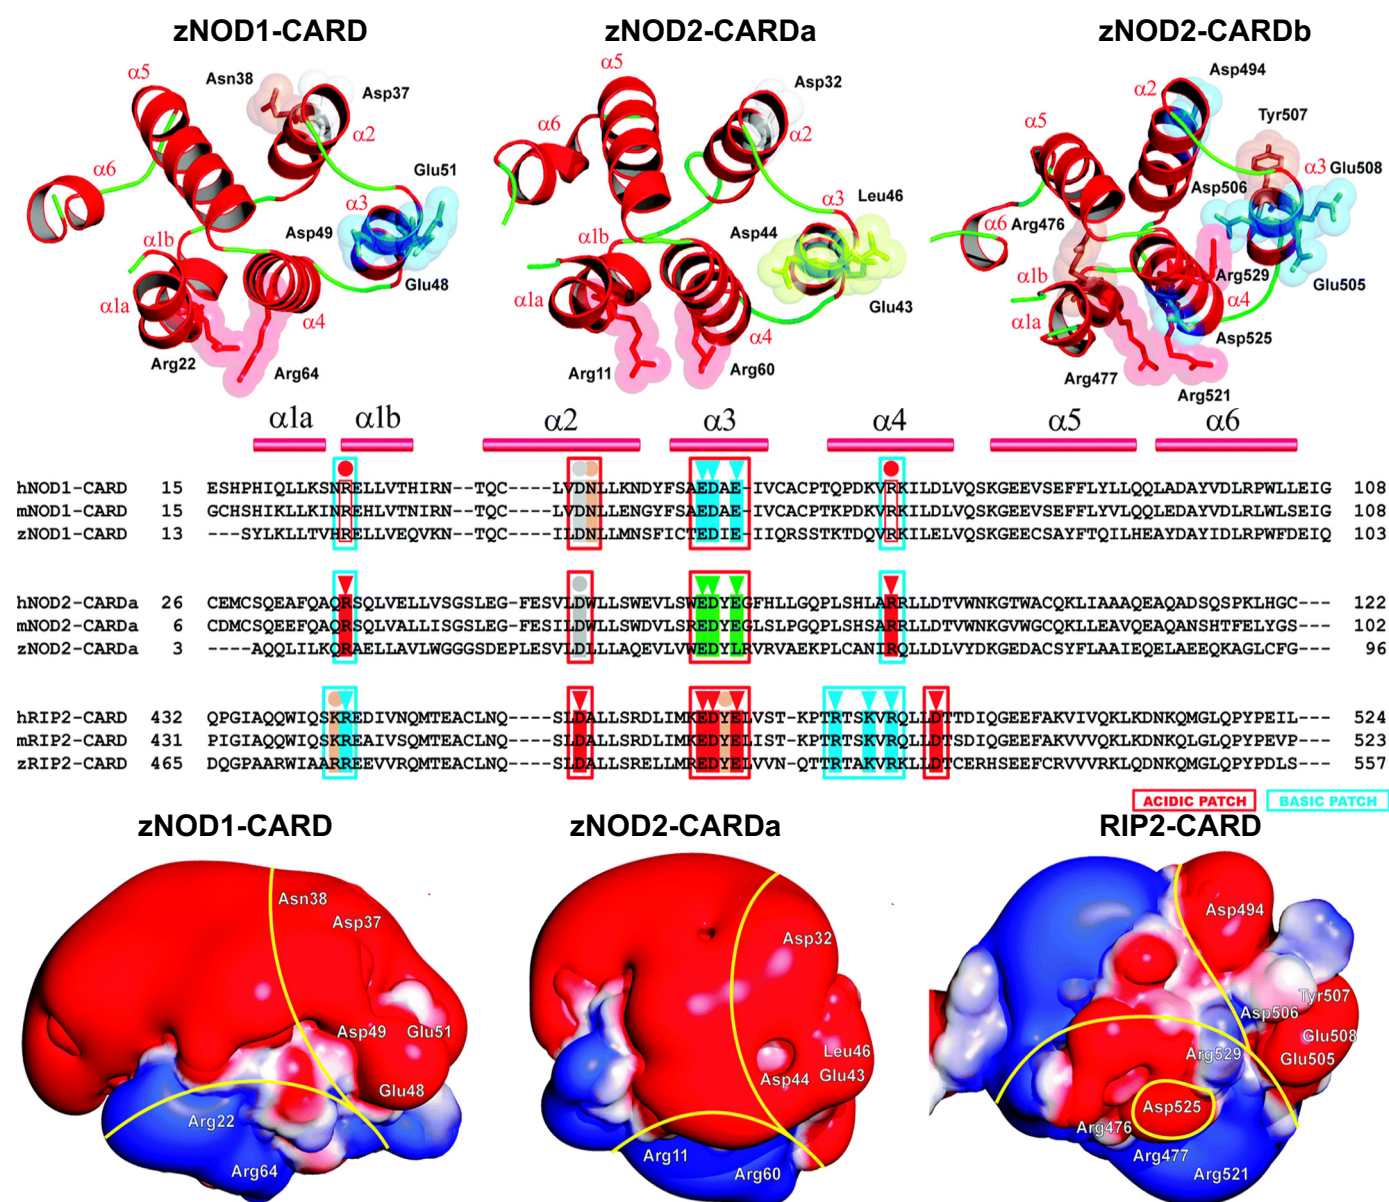 zNOD1-CARD
zNOD2-CARDa
zNOD2-CARDb
α5
Asn38
Asp37
α2
Glu51
α6
α3
Asp49
α1b
Glu48
α1a
α4
Arg22
Arg64
α5
Asp32
α6
α2
α3
Leu46
α1b
Asp44
α1a
Glu43
α4
Arg11
Arg60
Asp494
α2
Tyr507
α5
α3
Glu508
Asp506
α6
Arg476
α1b
Arg529
Glu505
α1a
α4
Asp525
Arg477
Arg521
α1a α1b α2 α3 α4 α5 α6
hNOD1-CARD 15 ESHPHIQLLKSNRELLVTHIRN--TQC----LVDNLLKNDYFSAEDAE-IVCACPTQPDKVRKILDLVQSKGEEVSEFFLYLLQQLADAYVDLRPWLLEIG 108
mNOD1-CARD 15 GCHSHIKLLKINREHLVTNIRN--TQC----LVDNLLENGYFSAEDAE-IVCACPTKPDKVRKILDLVQSKGEEVSEFFLYVLQQLEDAYVDLRLWLSEIG 108
zNOD1-CARD 13 ---SYLKLLTVHRELLVEQVKN--TQC----ILDNLLMNSFICTEDIE-IIQRSSTKTDQVRKILELVQSKGEEVSAYFTQILHEAYDAYIDLRPWFDEIQ 103
hNOD2-CARDa 26 CEMCSQEAFQAQRSQLVELLVSGSLEG-FESVLDWLLSWEVLSWEDYEGFHLLGQPLSHLARRLLDTVWNKGTWACQKLIAAAQEAQADSQSPKLHGC--- 122
mNOD2-CARDa 6 CDMCSQEEFQAQRSQLVALLISGSLEG-FESILDWLLSWDVLSREDYEGLSLPGQPLSHSARRLLDTVWNKGVWGCQKLLEAVQEAQANSHTFELYGS--- 102
zNOD2-CARDa 3 ----AQQLILKQRAELLAVLWGGGSDEPLESVLDLLLAQEVLVWEDYLRVRVAEKPLCANIRQLLDLVYDKGEDACSYFLAAIEQELAEEQKAGLCFG--- 96
hRIP2-CARD 432 QPGIAQQWIQSKREDIVNQMTEACLNQ----SLDALLSRDLIMKEDYELVST-KPTRTSKVRQLLDTTDIQGEEFAKVIVQKLKDNKQMGLQPYPEIL--- 524
mRIP2-CARD 431 PIGIAQQWIQSKREAIVSQMTEACLNQ----SLDALLSRDLIMKEDYELIST-KPTRTSKVRQLLDTSDIQGEEFAKVVVQKLKDNKQMGLQPYPEVP--- 523
zRIP2-CARD 465 DQGPAARWIAARREEVVRQMTEACLNQ----SLDALLSRELLMREDYELVVN-QTTRTAKVRKLLDTCERHSEEFCRVVVRKLQDNKQMGLQPYPDLS--- 557
ACIDIC PATCH
BASIC PATCH
zNOD1-CARD
zNOD2-CARDa
RIP2-CARD
Asn38
Asp37
Asp49
Glu51
Glu48
Arg22
Arg64
Asp32
Leu46
Asp44
Glu43
Arg11
Arg60
Asp494
Tyr507
Asp506
Glu508
Arg529
Glu505
Asp525
Arg476
Arg477
Arg521